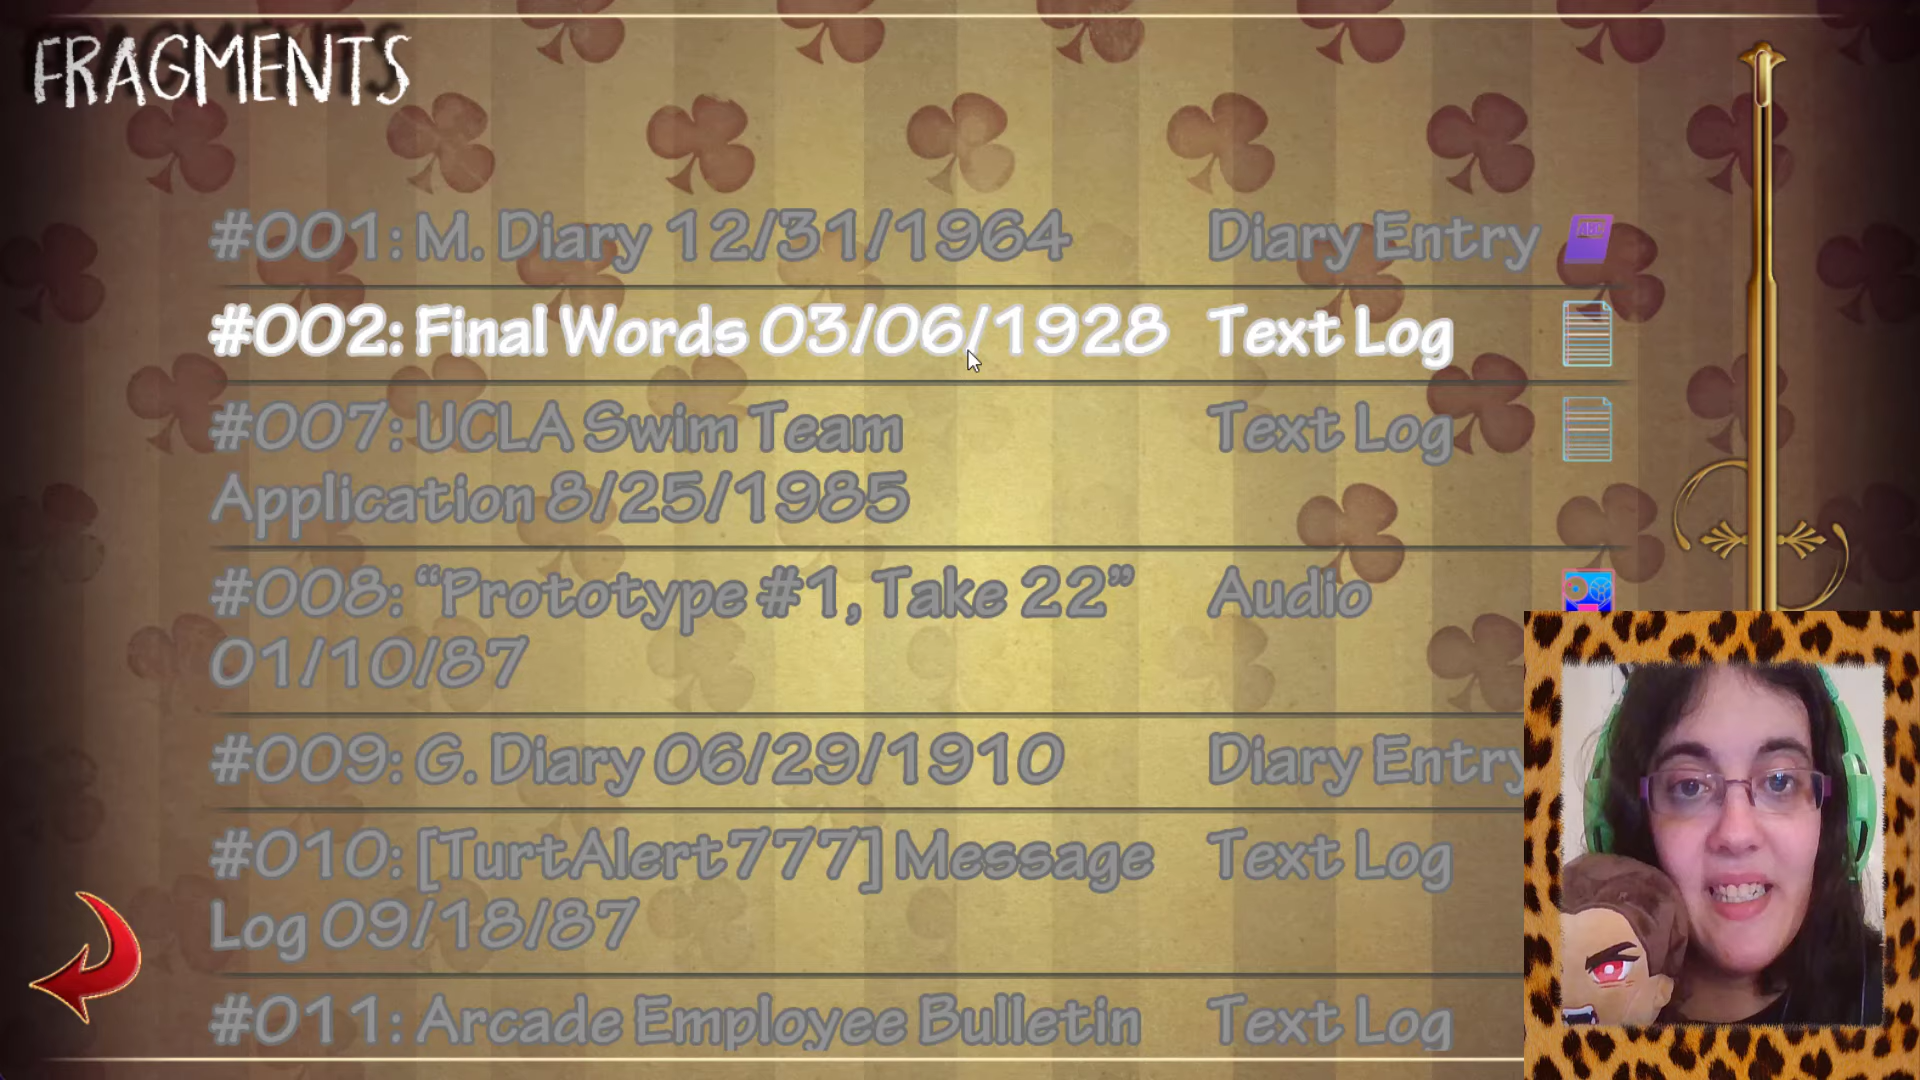 FRAGMENTS
#001: M. Diary 12/31/1964 Diary Entry
#002: Final Words 03/06/1928 Text Log
#007: UCLA Swim Team Text Log
Application 8/25/1985
#008: “Prototype #1, Take 22” Audio
01/10/87
#009: G. Diary 06/29/1910 Diary Entry
#010: [TurtAlert777] Message Text Log
Log 09/18/87
#011: Arcade Employee Bulletin Text Log